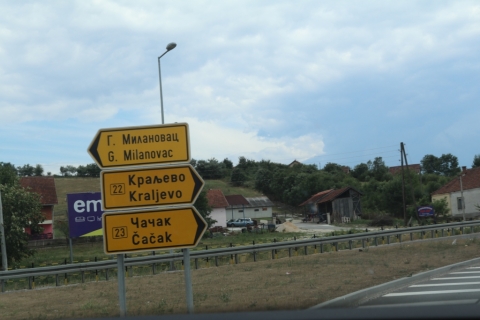 Г. Милановац
G. Milanovac
22
Краљево
Kraljevo
23
Чачак
Čačak
em